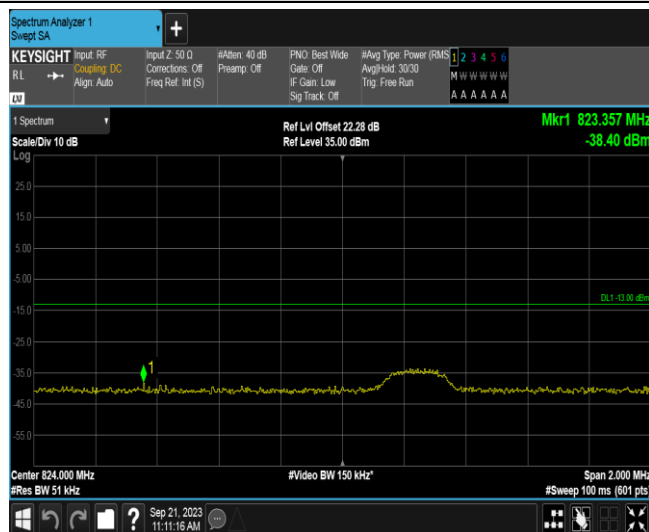 Spectrum Analyzer 1
Swept SA
+
KEYSIGHT
RL
LXI
Input: RF
Coupling: DC
Align: Auto
Input Z: 50 Ω
Corrections: Off
Freq Ref: Int (S)
#Atten: 40 dB
Preamp: Off
PNO: Best Wide
Gate: Off
IF Gain: Low
Sig Track: Off
#Avg Type: Power (RMS
Avg|Hold: 30/30
Trig: Free Run
1 2 3 4 5 6
M W W W W W
A A A A A A
1 Spectrum
Scale/Div 10 dB
Log
Ref Lvl Offset 22.28 dB
Ref Level 35.00 dBm
Mkr1 823.357 MHz
-38.40 dBm
25.0
15.0
5.00
-5.00
DL1 -13.00 dBm
-15.0
-25.0
-35.0
1
-45.0
-55.0
Center 824.000 MHz
#Res BW 51 kHz
#Video BW 150 kHz*
Span 2.000 MHz
#Sweep 100 ms (601 pts)
?
Sep 21, 2023
11:11:16 AM